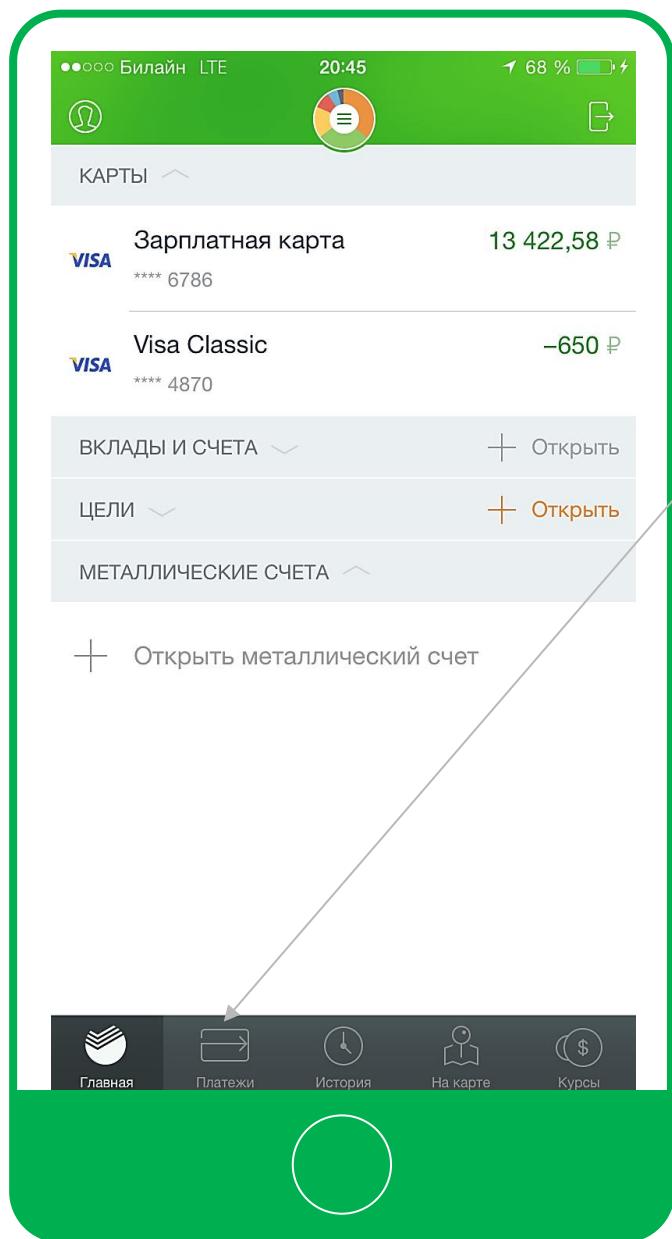 Билайн LTE 20:45 68 %
КАРТЫ
VISA Зарплатная карта 13 422,58 ₽
**** 6786
VISA Visa Classic –650 ₽
**** 4870
ВКЛАДЫ И СЧЕТА Открыть
ЦЕЛИ Открыть
МЕТАЛЛИЧЕСКИЕ СЧЕТА
Открыть металлический счет
Главная Платежи История На карте Курсы